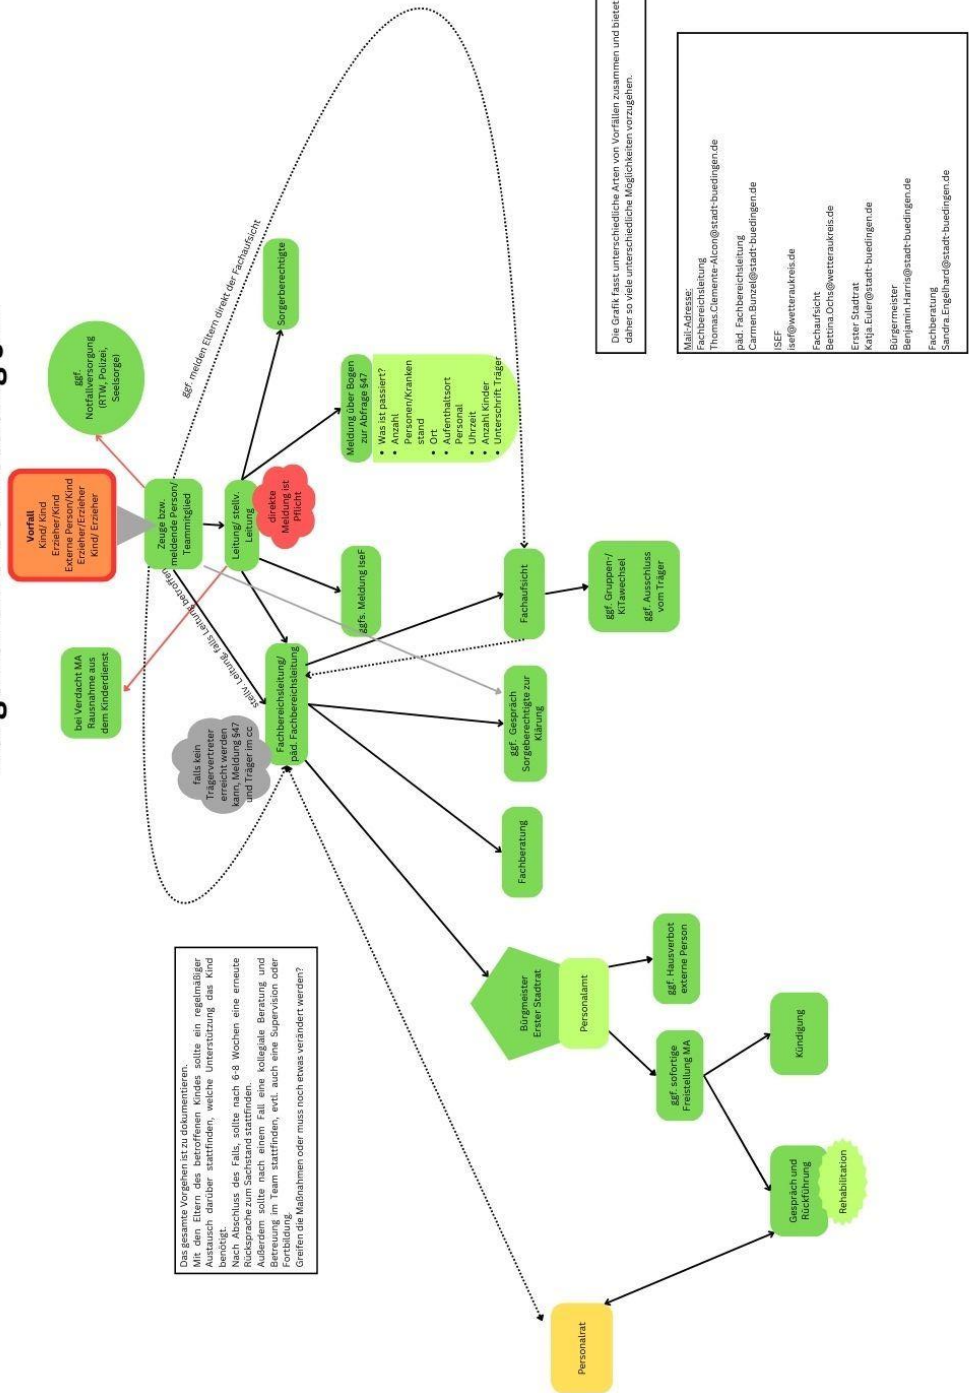 Vorfall
Kind/ Kind
Erzieher/Kind
Externe Person/Kind
Erzieher/Erzieher
Kind/ Erzieher
ggf.
Notfallversorgung
(RTW, Polizei,
Seelsorge)
bei Verdacht MA
Rausnahme aus
dem Kinderdienst
Zeuge bzw.
meldende Person/
Teammitglied
ggf. melden Eltern direkt der Fachaufsicht
stellv. Leitung falls Leitung betroffen
Leitung/ stellv.
Leitung
direkte
Meldung ist
Pflicht
Sorgerberechtigte
falls kein
Trägervertreter
erreicht werden
kann, Meldung §47
und Träger im cc
Fachbereichsleitung/
päd. Fachbereichsleitung
ggfs. Meldung IseF
Meldung über Bogen
zur Abfrage §47
• Was ist passiert?
• Anzahl
Personen/Kranken
stand
• Ort
• Aufenthaltsort
Personal
• Uhrzeit
• Anzahl Kinder
• Unterschrift Träger
Das gesamte Vorgehen ist zu dokumentieren.
Mit den Eltern des betroffenen Kindes sollte ein regelmäßiger
Austausch darüber stattfinden, welche Unterstützung das Kind
benötigt.
Nach Abschluss des Falls, sollte nach 6-8 Wochen eine erneute
Rücksprache zum Sachstand stattfinden.
Außerdem sollte nach einem Fall eine kollegiale Beratung und
Betreuung im Team stattfinden, evtl. auch eine Supervision oder
Fortbildung.
Greifen die Maßnahmen oder muss noch etwas verändert werden?
Bürgmeister
Erster Stadtrat
Personalamt
Fachberatung
ggf. Gespräch
Sorgeberechtigte zur
Klärung
Fachaufsicht
ggf. Gruppen-/
KiTawechsel
ggf. Ausschluss
vom Träger
Personalrat
ggf. sofortige
Freistellung MA
ggf. Hausverbot
externe Person
Gespräch und
Rückführung
Rehabilitation
Kündigung
Die Grafik fasst unterschiedliche Arten von Vorfällen zusammen und bietet
daher so viele unterschiedliche Möglichkeiten vorzugehen.
Mail-Adresse:
Fachbereichsleitung
Thomas.Clemente-Alcon@stadt-buedingen.de
päd. Fachbereichsleitung
Carmen.Bunzel@stadt-buedingen.de
ISEF
isef@wetteraukreis.de
Fachaufsicht
Bettina.Ochs@wetteraukreis.de
Erster Stadtrat
Katja.Euler@stadt-buedingen.de
Bürgermeister
Benjamin.Harris@stadt-buedingen.de
Fachberatung
Sandra.Engelhard@stadt-buedingen.de